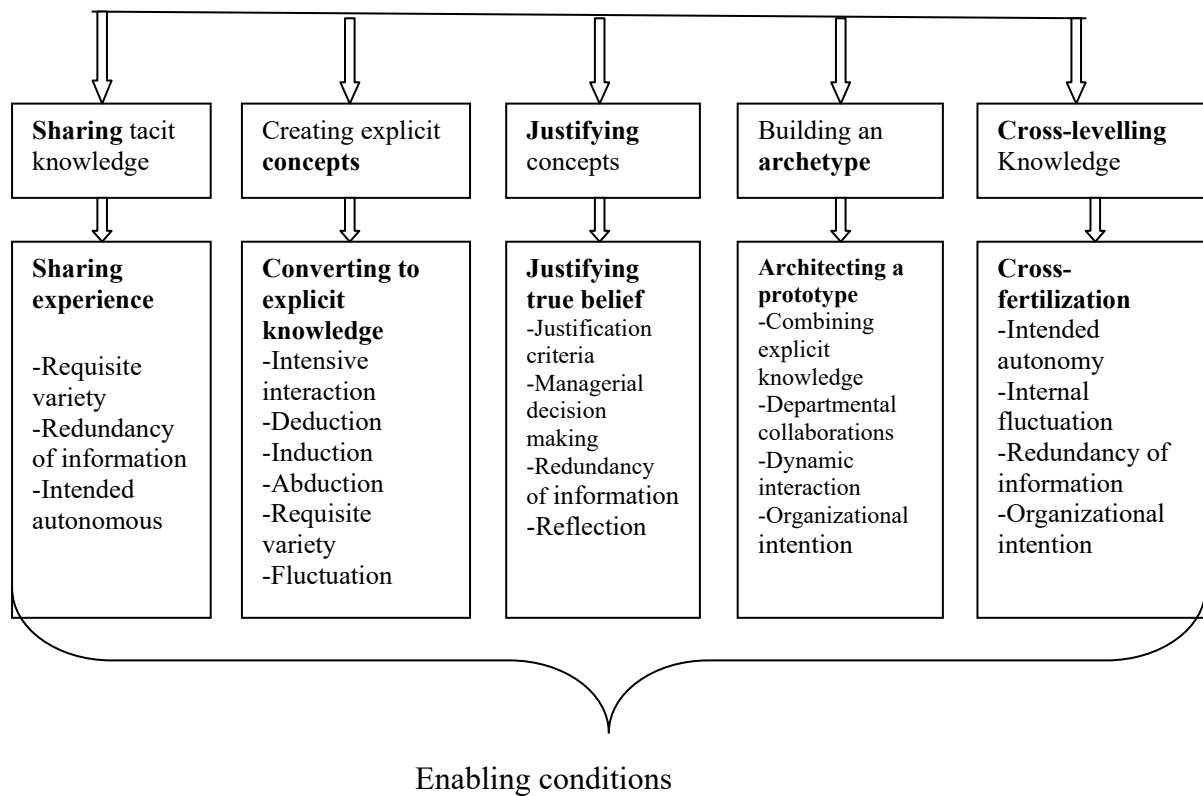 Sharing tacit
knowledge
Creating explicit
concepts
Justifying
concepts
Building an
archetype
Cross-levelling
Knowledge
Sharing
experience
-Requisite
variety
-Redundancy
of information
-Intended
autonomous
Converting to
explicit
knowledge
-Intensive
interaction
-Deduction
-Induction
-Abduction
-Requisite
variety
-Fluctuation
Justifying
true belief
-Justification
criteria
-Managerial
decision
making
-Redundancy
of information
-Reflection
Architecting a
prototype
-Combining
explicit
knowledge
-Departmental
collaborations
-Dynamic
interaction
-Organizational
intention
Cross-
fertilization
-Intended
autonomy
-Internal
fluctuation
-Redundancy of
information
-Organizational
intention
Enabling conditions